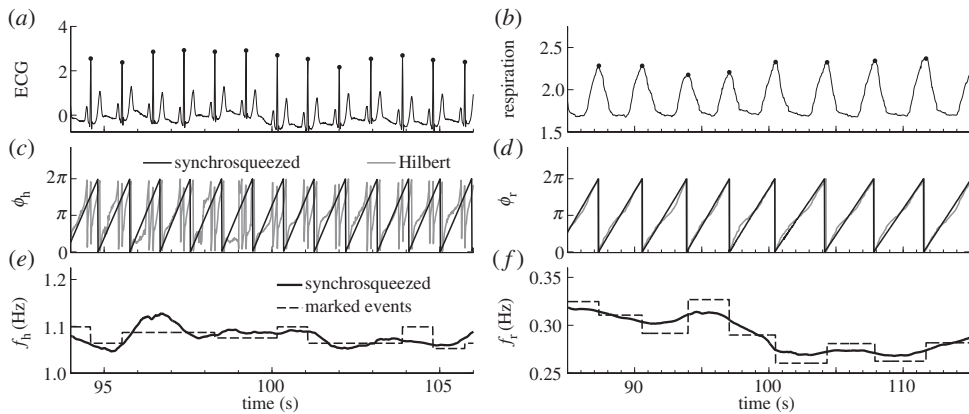 (a)
4
2
0
ECG
(b)
2.5
2.0
1.5
respiration
(c)
synchrosqueezed
Hilbert
2π
π
0
ϕh
(d)
2π
π
0
ϕr
(e)
synchrosqueezed
marked events
1.2
1.1
1.0
fh (Hz)
95
100
105
time (s)
(f)
0.35
0.30
0.25
fr (Hz)
90
100
110
time (s)